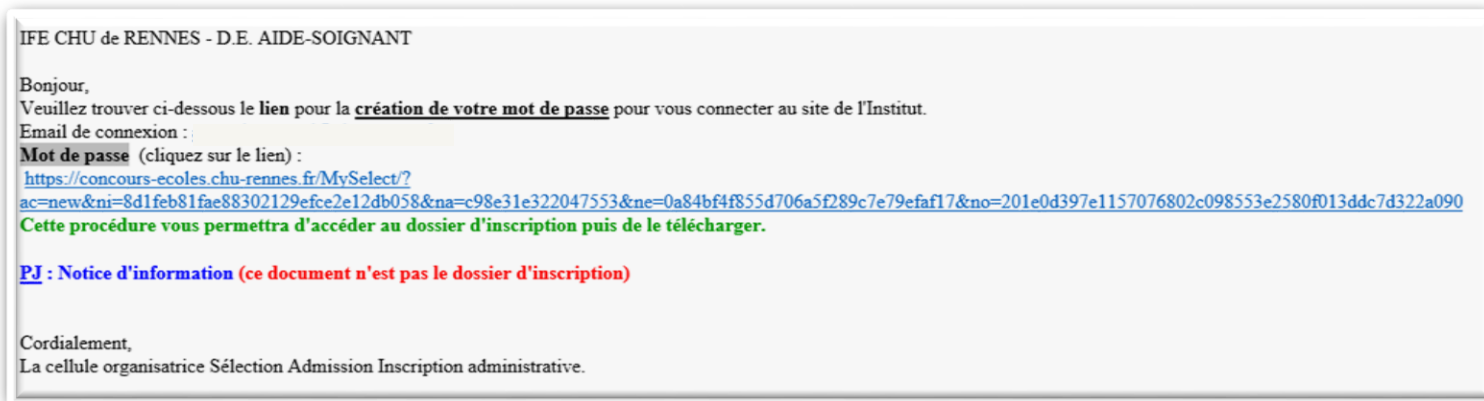 IFE CHU de RENNES - D.E. AIDE-SOIGNANT
Bonjour,
Veuillez trouver ci-dessous le lien pour la création de votre mot de passe pour vous connecter au site de l'Institut.
Email de connexion :
Mot de passe (cliquez sur le lien) :
https://concours-ecoles.chu-rennes.fr/MySelect/?
ac=new&ni=8d1feb81fae88302129efce2e12db058&na=c98e31e322047553&ne=0a84bf4f855d706a5f289c7e79efaf17&no=201e0d397e1157076802c098553e2580f013ddc7d322a090
Cette procédure vous permettra d'accéder au dossier d'inscription puis de le télécharger.
PJ : Notice d'information (ce document n'est pas le dossier d'inscription)
Cordialement,
La cellule organisatrice Sélection Admission Inscription administrative.